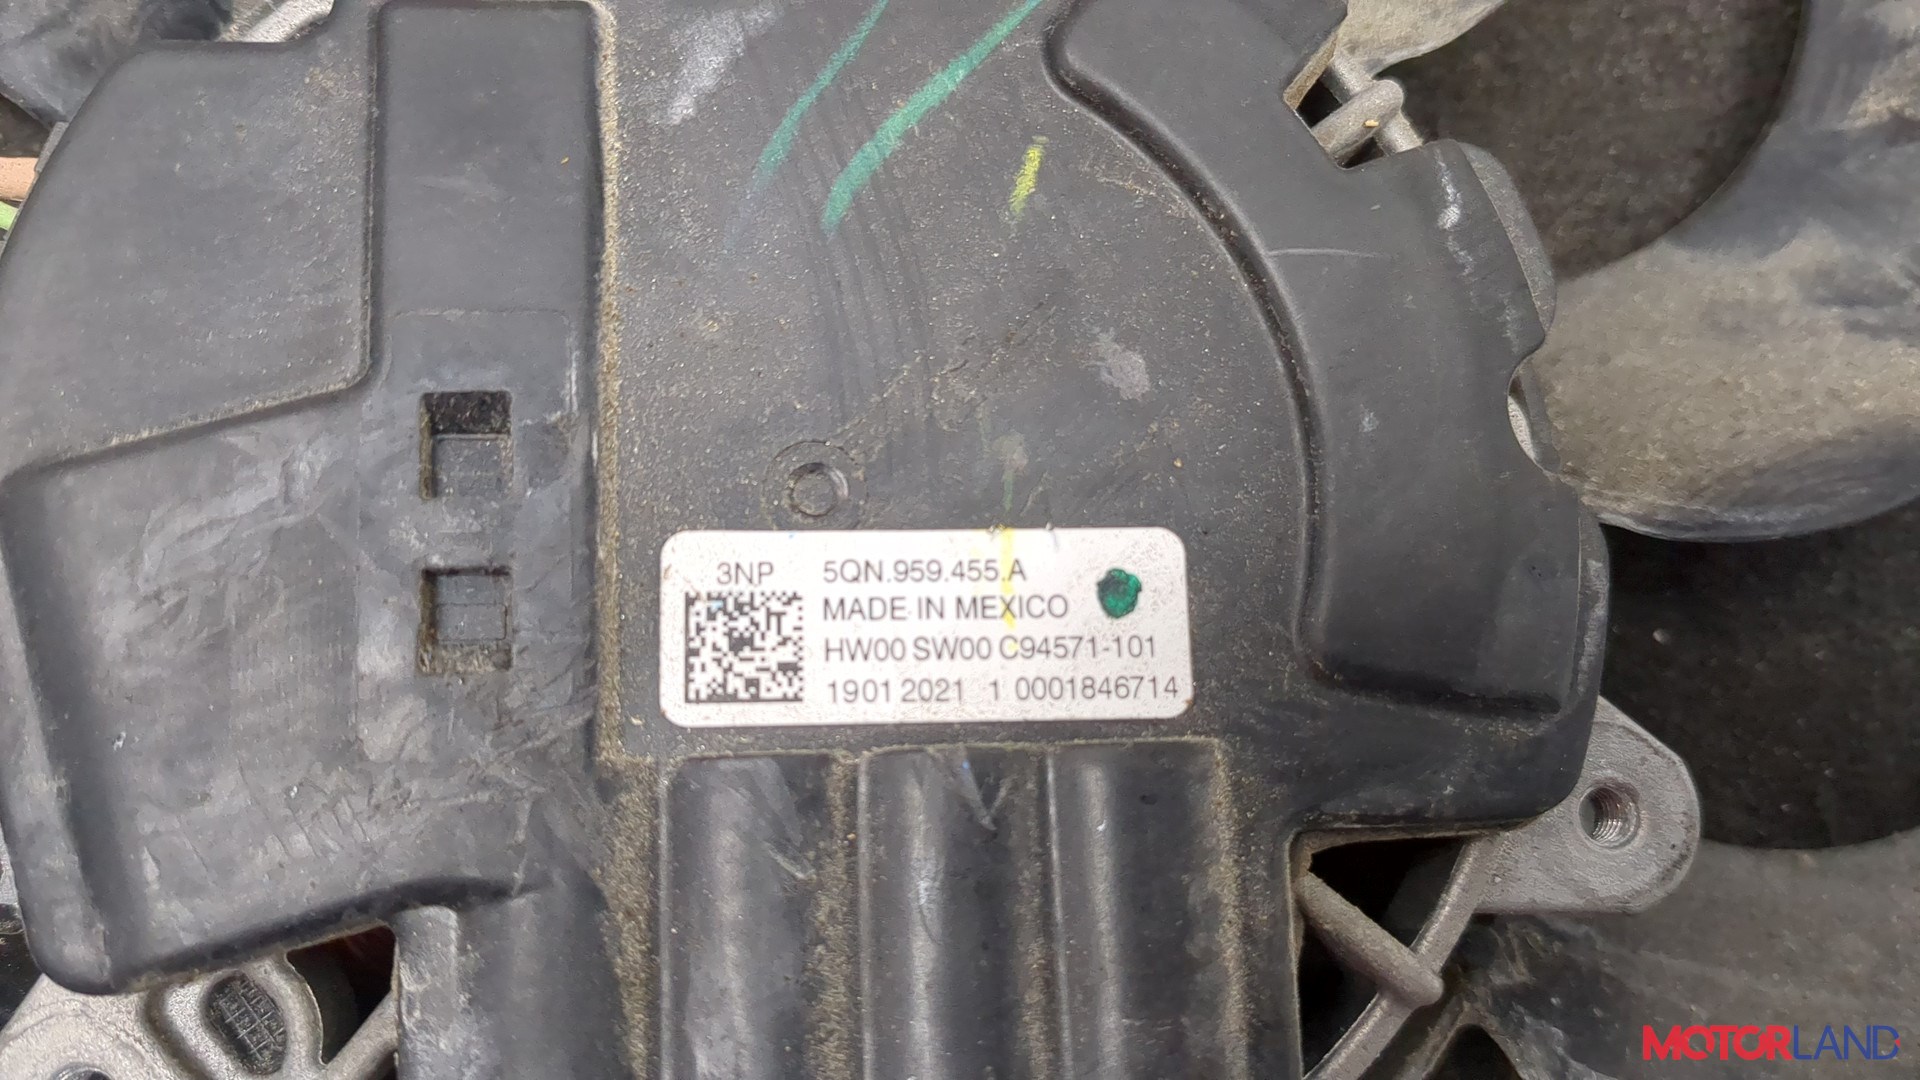 3NP 5QN.959.455.A
MADE IN MEXICO
HW00 SW00 C94571-101
1901 2021 1 0001846714
MOTORLAND